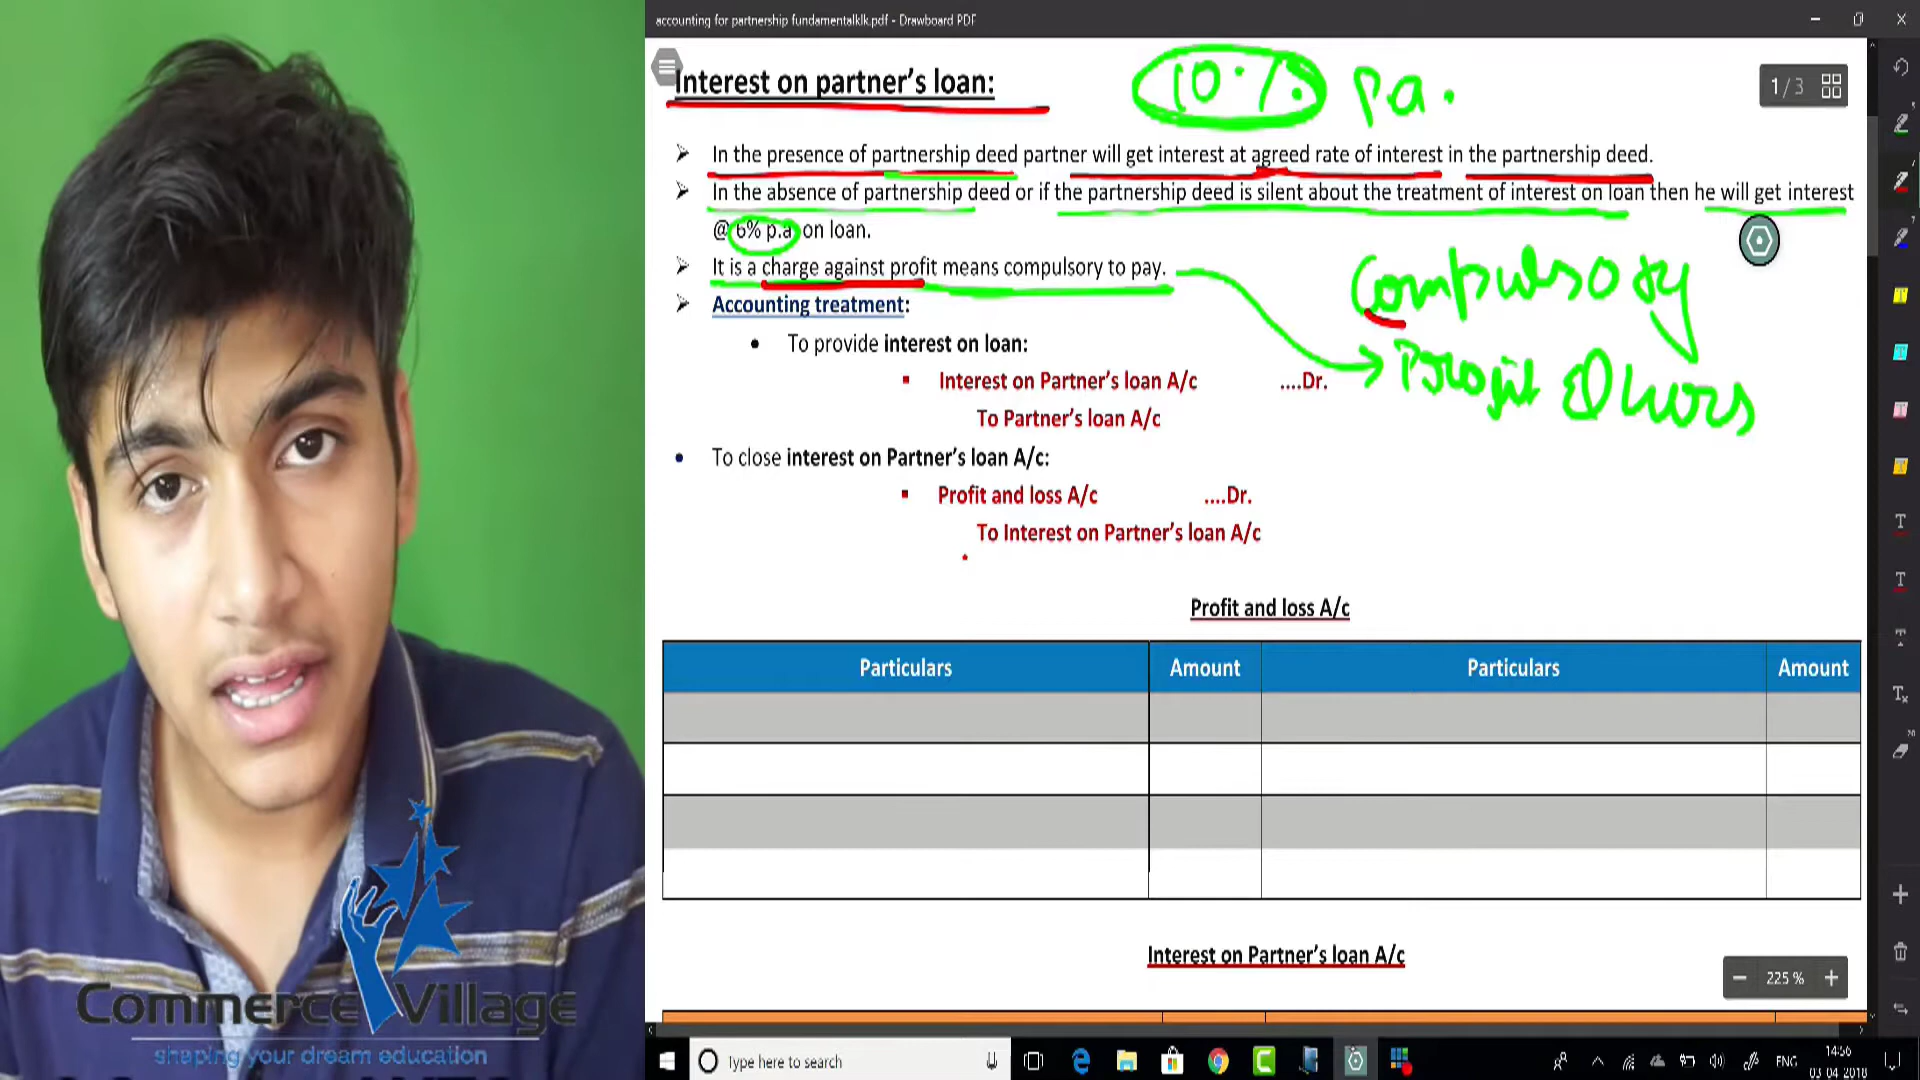 accounting for partnership fundamentalklk.pdf - Drawboard PDF
Interest on partner's loan:
10% p.a.
1 / 3
In the presence of partnership deed partner will get interest at agreed rate of interest in the partnership deed.
In the absence of partnership deed or if the partnership deed is silent about the treatment of interest on loan then he will get interest
@ 6% p.a on loan.
It is a charge against profit means compulsory to pay.
Compulsory
Accounting treatment:
To provide interest on loan:
Interest on Partner's loan A/c ....Dr.
Profit
To Partner's loan A/c
To close interest on Partner's loan A/c:
Profit and loss A/c ....Dr.
To Interest on Partner's loan A/c
Profit and loss A/c
Particulars Amount Particulars Amount
Interest on Partner's loan A/c
225 %
Commerce Village
shaping your dream education
Type here to search
ENG
14:56
03-04-2018